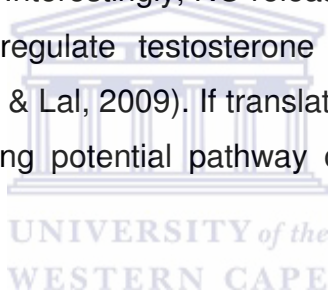 regulate testosterone
& Lal, 2009). If translat
ng potential pathway
UNIVERSITY of the
WESTERN CAPE